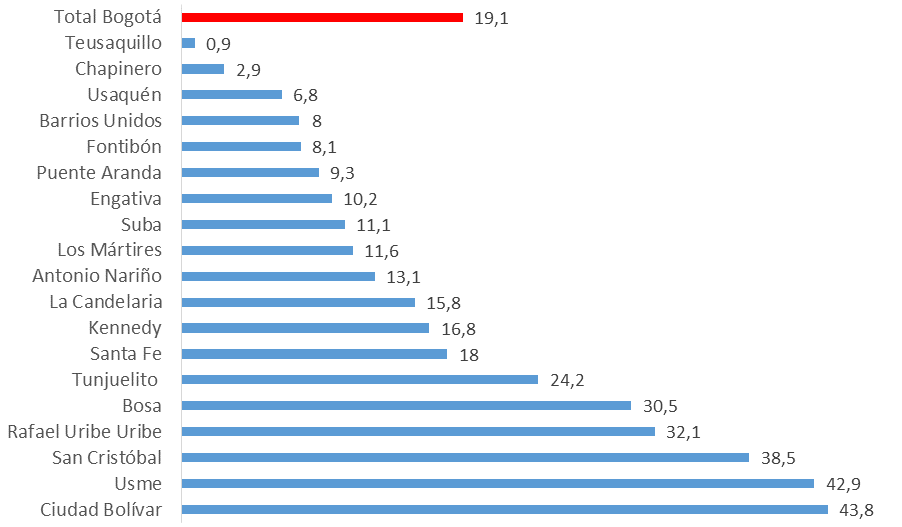 Total Bogotá 19,1
Teusaquillo 0,9
Chapinero 2,9
Usaquén 6,8
Barrios Unidos 8
Fontibón 8,1
Puente Aranda 9,3
Engativa 10,2
Suba 11,1
Los Mártires 11,6
Antonio Nariño 13,1
La Candelaria 15,8
Kennedy 16,8
Santa Fe 18
Tunjuelito 24,2
Bosa 30,5
Rafael Uribe Uribe 32,1
San Cristóbal 38,5
Usme 42,9
Ciudad Bolívar 43,8